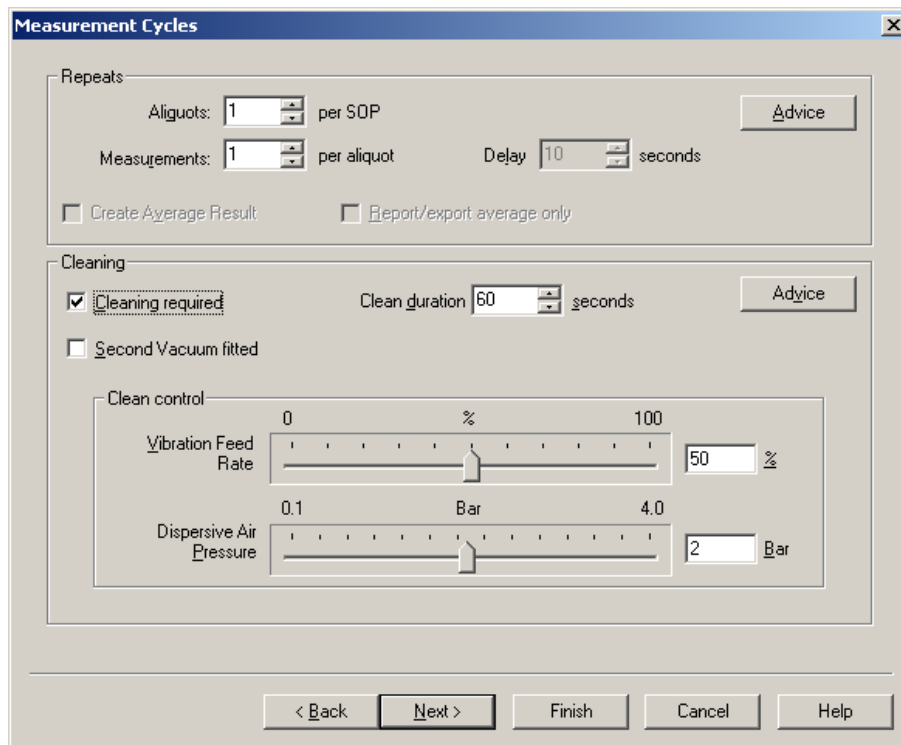 Measurement Cycles
Repeats
Aliquots: 1 per SOP
Advice
Measurements: 1 per aliquot Delay 10 seconds
Create Average Result Report/export average only
Cleaning
Cleaning required Clean duration 60 seconds
Advice
Second Vacuum fitted
Clean control
0 % 100
Vibration Feed
Rate
50 %
0.1 Bar 4.0
Dispersive Air
Pressure
2 Bar
< Back Next > Finish Cancel Help